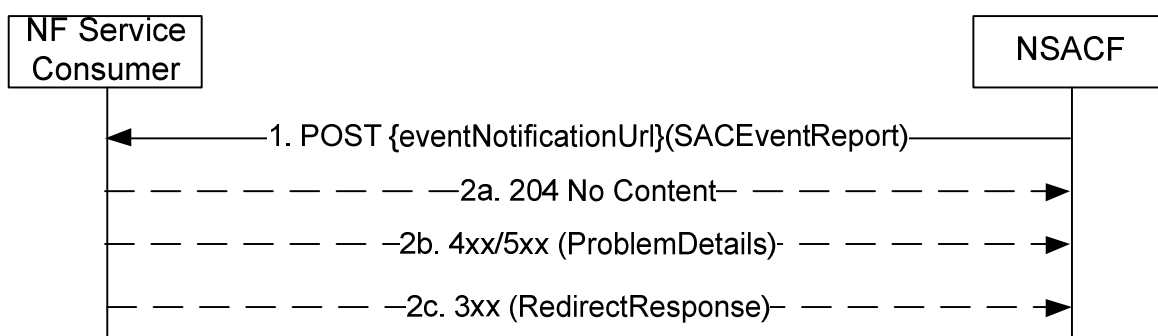 NF Service
Consumer
NSACF
1. POST {eventNotificationUrl}(SACEventReport)
2a. 204 No Content
2b. 4xx/5xx (ProblemDetails)
2c. 3xx (RedirectResponse)